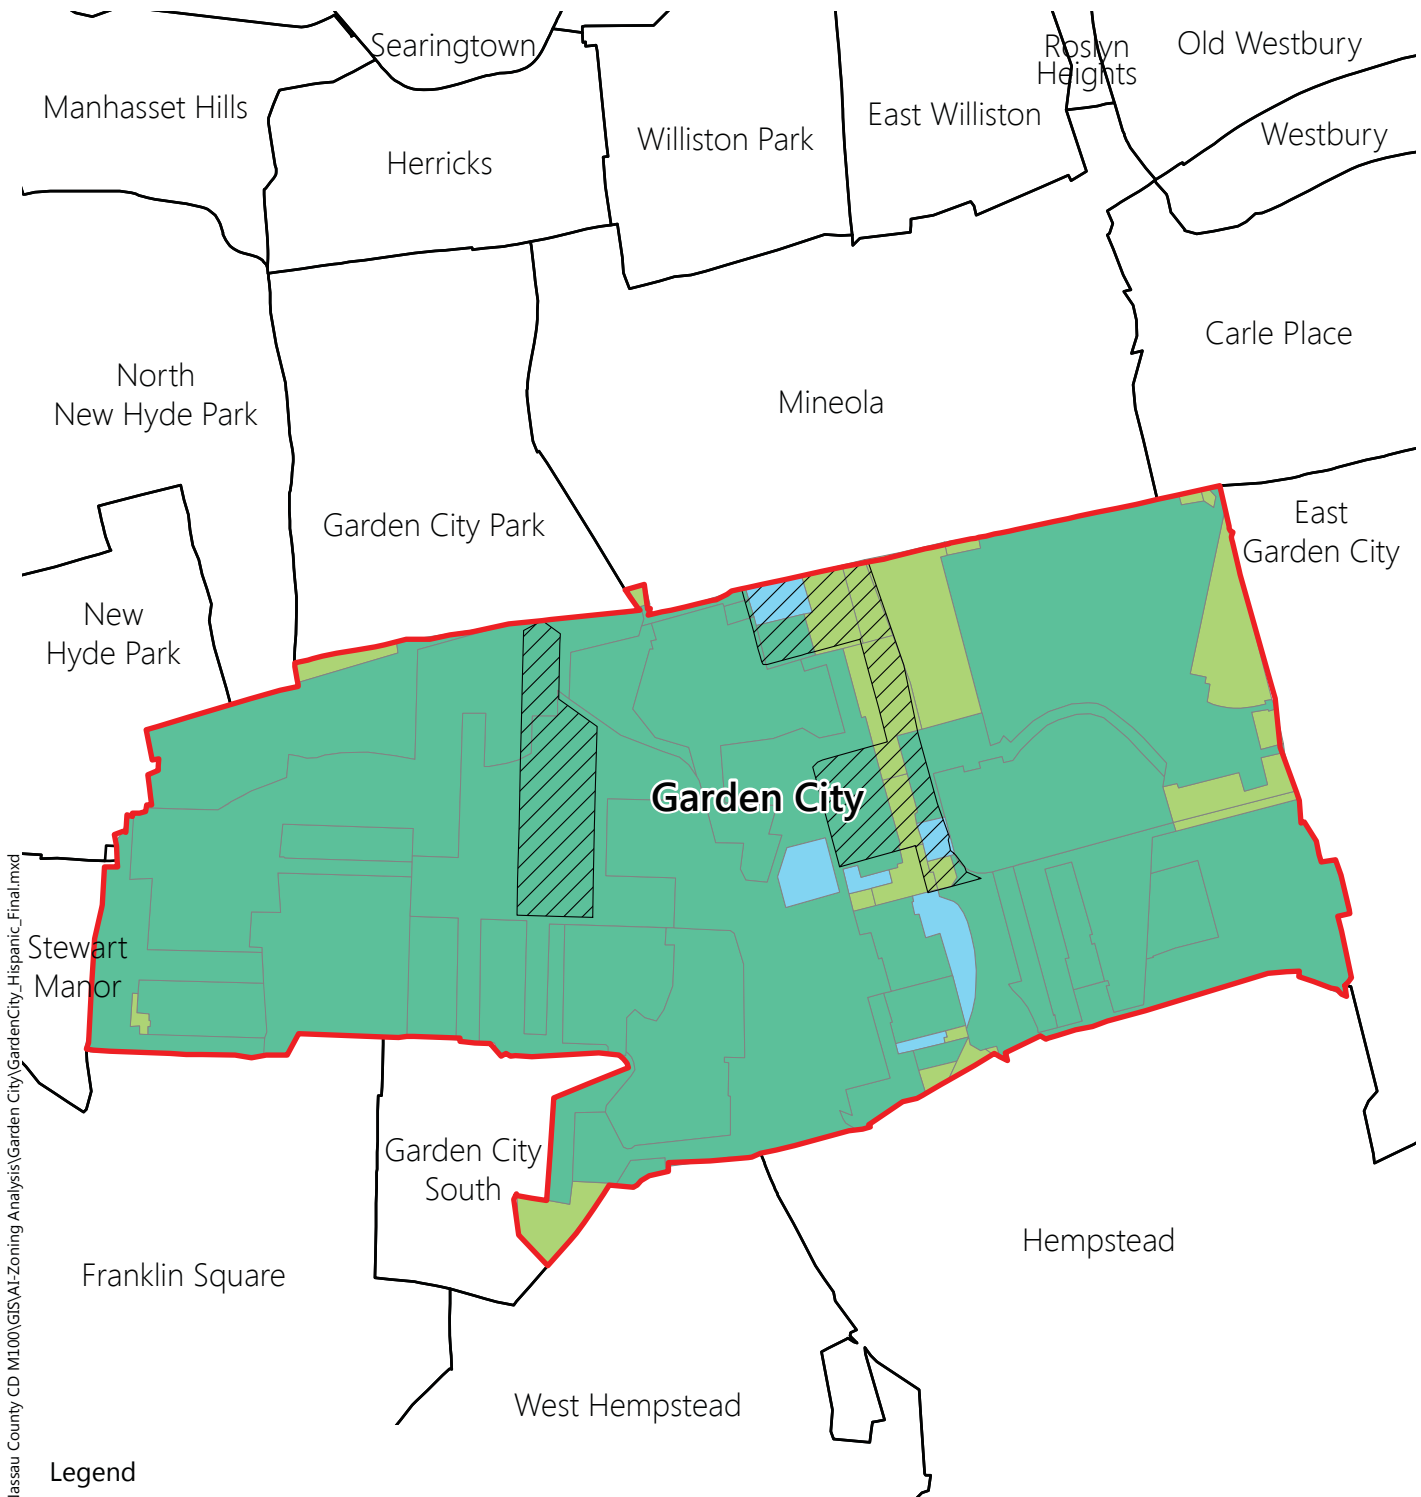 Searingtown
Roslyn
Heights
Old Westbury
Manhasset Hills
Herricks
Williston Park
East Williston
Westbury
Carle Place
North
New Hyde Park
Mineola
Garden City Park
East
Garden City
New
Hyde Park
Garden City
Stewart
Manor
Garden City
South
Hempstead
Franklin Square
West Hempstead
Legend
County CD M100\GIS\AI-Zoning Analysis\Garden City\GardenCity_Hispanic_Final.mxd